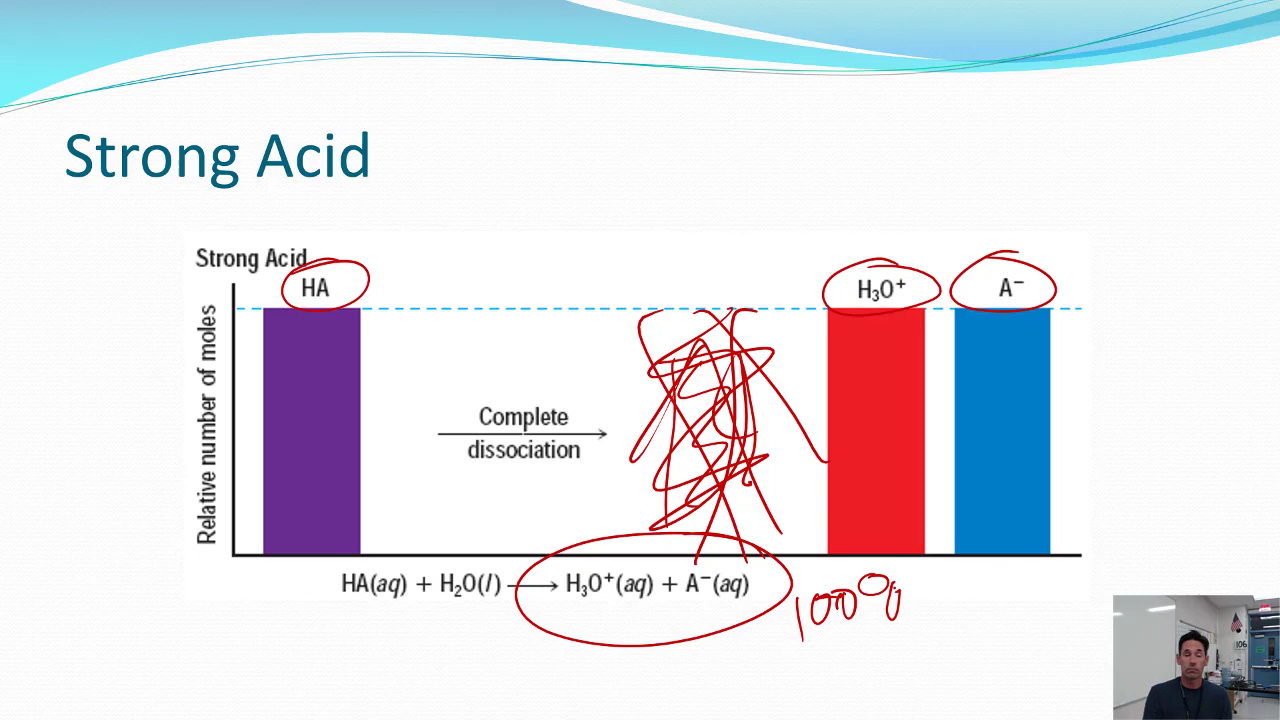 Strong Acid
Strong Acid
HA
H₃O⁺
A⁻
Relative number of moles
Complete
dissociation
HA(aq) + H₂O(l) ⟶ H₃O⁺(aq) + A⁻(aq)
100%
106